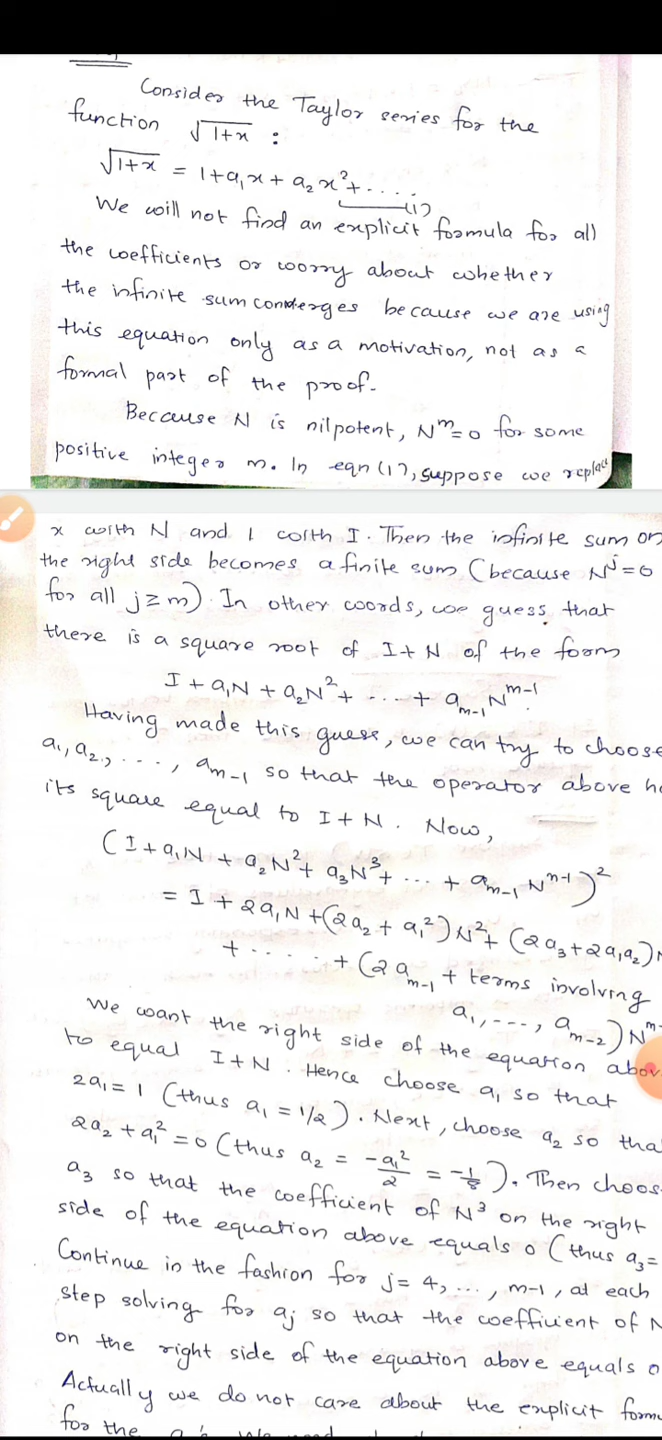 Consider the Taylor series for the
function √1+x :
√1+x = 1+a₁x + a₂x²+ ....
—(1)
We will not find an explicit formula for all
the coefficients or worry about whether
the infinite sum converges because we are using
this equation only as a motivation, not as a
formal part of the proof.
Because N is nilpotent, Nᵐ=0 for some
positive integer m. In eqn (1), suppose we replace
x with N and 1 with I. Then the infinite sum on
the right side becomes a finite sum (because Nʲ=0
for all j≥m). In other words, we guess that
there is a square root of I+N of the form
I + a₁N + a₂N² + ... + aₘ₋₁Nᵐ⁻¹.
Having made this guess, we can try to choose
a₁, a₂, ..., aₘ₋₁ so that the operator above
its square equal to I+N. Now,
(I+a₁N + a₂N²+ a₃N³+ ... + aₘ₋₁Nᵐ⁻¹)²
= I + 2a₁N +(2a₂+a₁²)N²+ (2a₃+2a₁a₂)
+ ..... + (2aₘ₋₁ + terms involving
a₁,---, aₘ₋₂)Nᵐ⁻
We want the right side of the equation above
to equal I+N. Hence choose a₁ so that
2a₁=1 (thus a₁ = 1/2). Next, choose a₂ so that
2a₂+a₁²=0 (thus a₂ = -a₁²/2 = -1/8). Then choose
a₃ so that the coefficient of N³ on the right
side of the equation above equals 0 (thus a₃=
Continue in the fashion for j=4, ..., m-1, at each
step solving for aⱼ so that the coefficient of N
on the right side of the equation above equals 0
Actually we do not care about the explicit form
for the